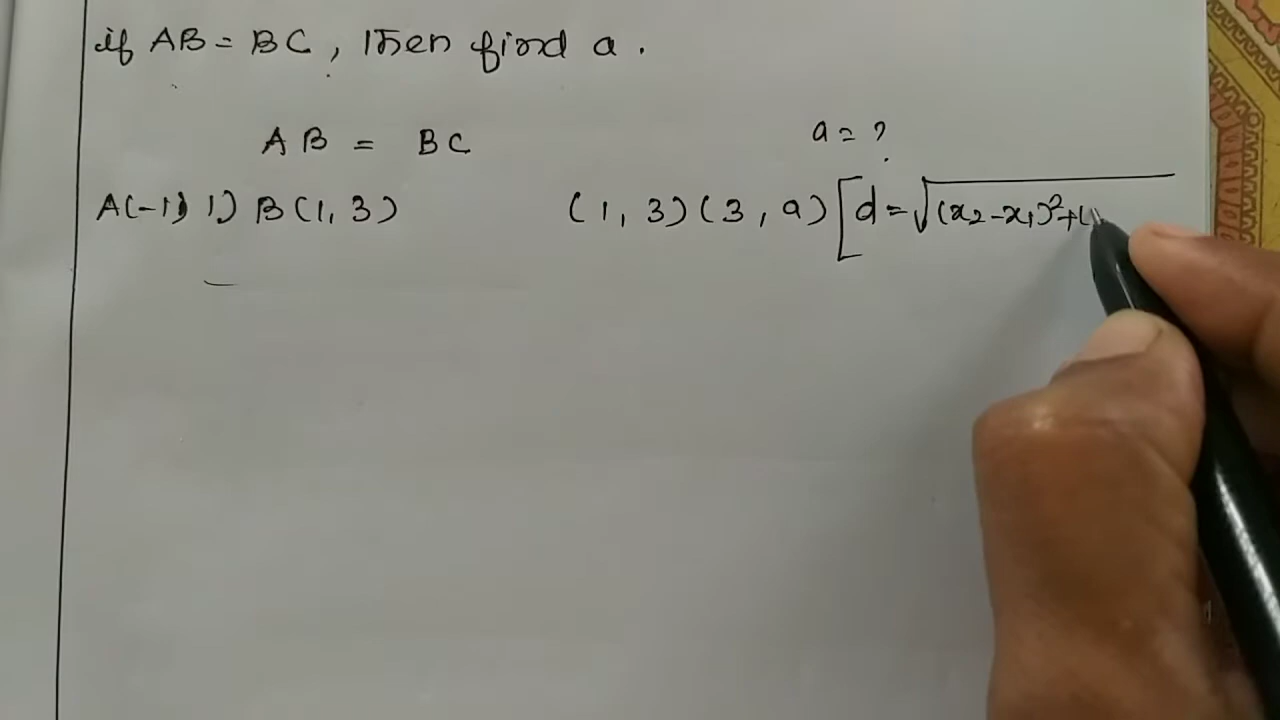 if AB = BC, then find a.
AB = BC a = ?
A(-1, 1) B(1, 3) (1, 3) (3, a) [d = √(x₂-x₁)²+(